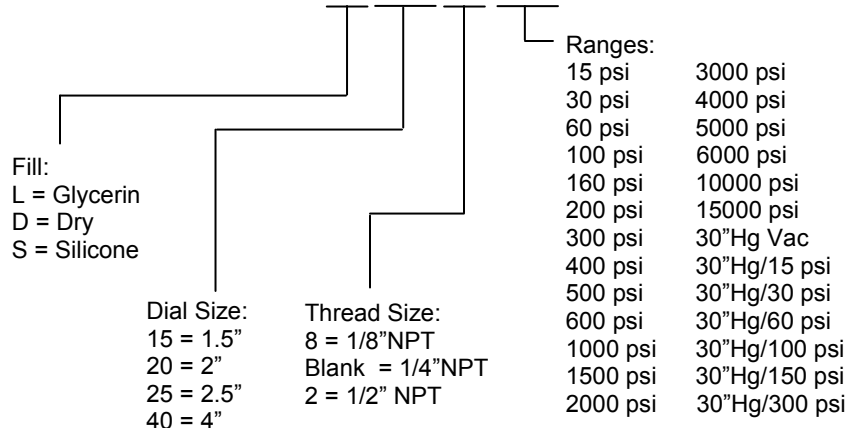 Ranges:
15 psi 3000 psi
30 psi 4000 psi
60 psi 5000 psi
100 psi 6000 psi
160 psi 10000 psi
200 psi 15000 psi
300 psi 30”Hg Vac
400 psi 30”Hg/15 psi
500 psi 30”Hg/30 psi
600 psi 30”Hg/60 psi
1000 psi 30”Hg/100 psi
1500 psi 30”Hg/150 psi
2000 psi 30”Hg/300 psi
Fill:
L = Glycerin
D = Dry
S = Silicone
Dial Size:
15 = 1.5”
20 = 2”
25 = 2.5”
40 = 4”
Thread Size:
8 = 1/8”NPT
Blank = 1/4”NPT
2 = 1/2” NPT